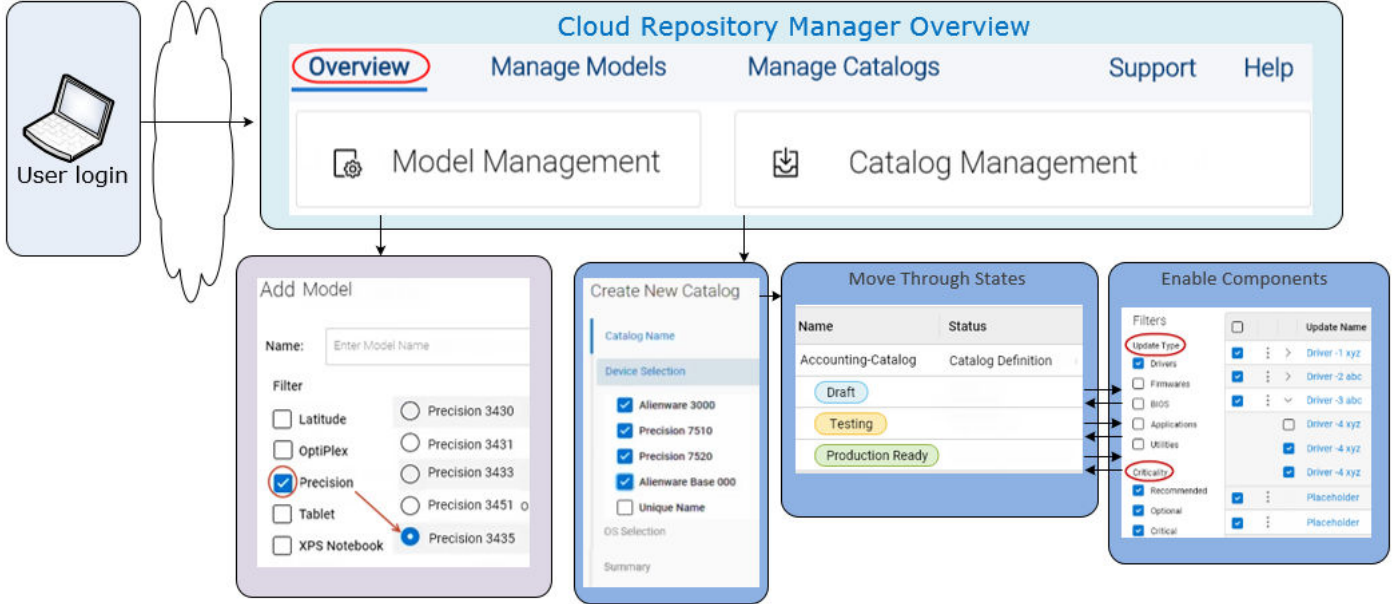 Cloud Repository Manager Overview
Overview Manage Models Manage Catalogs Support Help
Model Management Catalog Management
User login
Add Model
Name: Enter Model Name
Filter
Latitude
OptiPlex
Precision
Tablet
XPS Notebook
Precision 3430
Precision 3431
Precision 3433
Precision 3451 o
Precision 3435
Create New Catalog
Catalog Name
Device Selection
Alienware 3000
Precision 7510
Precision 7520
Alienware Base 000
Unique Name
OS Selection
Summary
Move Through States
Name Status
Accounting-Catalog Catalog Definition
Draft
Testing
Production Ready
Enable Components
Filters
Update Type
Drivers
Firmwares
BIOS
Applications
Utilities
Criticality
Recommended
Optional
Critical
Update Name
Driver -1 xyz
Driver -2 abc
Driver -3 abc
Driver -4 xyz
Driver -4 xyz
Driver -4 xyz
Placeholder
Placeholder